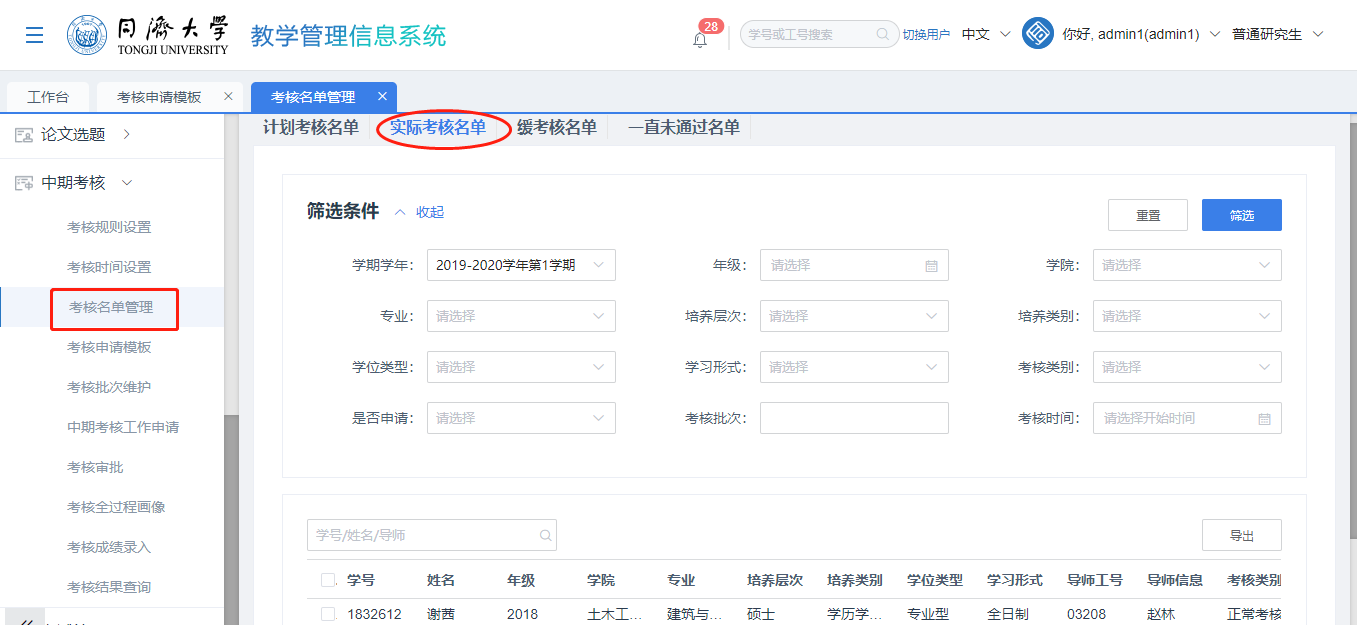 同濟大学
TONGJI UNIVERSITY
教学管理信息系统
28
学号或工号搜索
切换用户
中文
你好, admin1(admin1)
普通研究生
工作台
考核申请模板
考核名单管理
论文选题
中期考核
考核规则设置
考核时间设置
考核名单管理
考核申请模板
考核批次维护
中期考核工作申请
考核审批
考核全过程画像
考核成绩录入
考核结果查询
计划考核名单 实际考核名单 缓考核名单 一直未通过名单
筛选条件 收起
重置 筛选
学期学年: 2019-2020学年第1学期 年级: 请选择 学院: 请选择
专业: 请选择 培养层次: 请选择 培养类别: 请选择
学位类型: 请选择 学习形式: 请选择 考核类别: 请选择
是否申请: 请选择 考核批次: 考核时间: 请选择开始时间
学号/姓名/导师 导出
学号 姓名 年级 学院 专业 培养层次 培养类别 学位类型 学习形式 导师工号 导师信息 考核类别
1832612 谢茜 2018 土木工... 建筑与... 硕士 学历学... 专业型 全日制 03208 赵林 正常考核